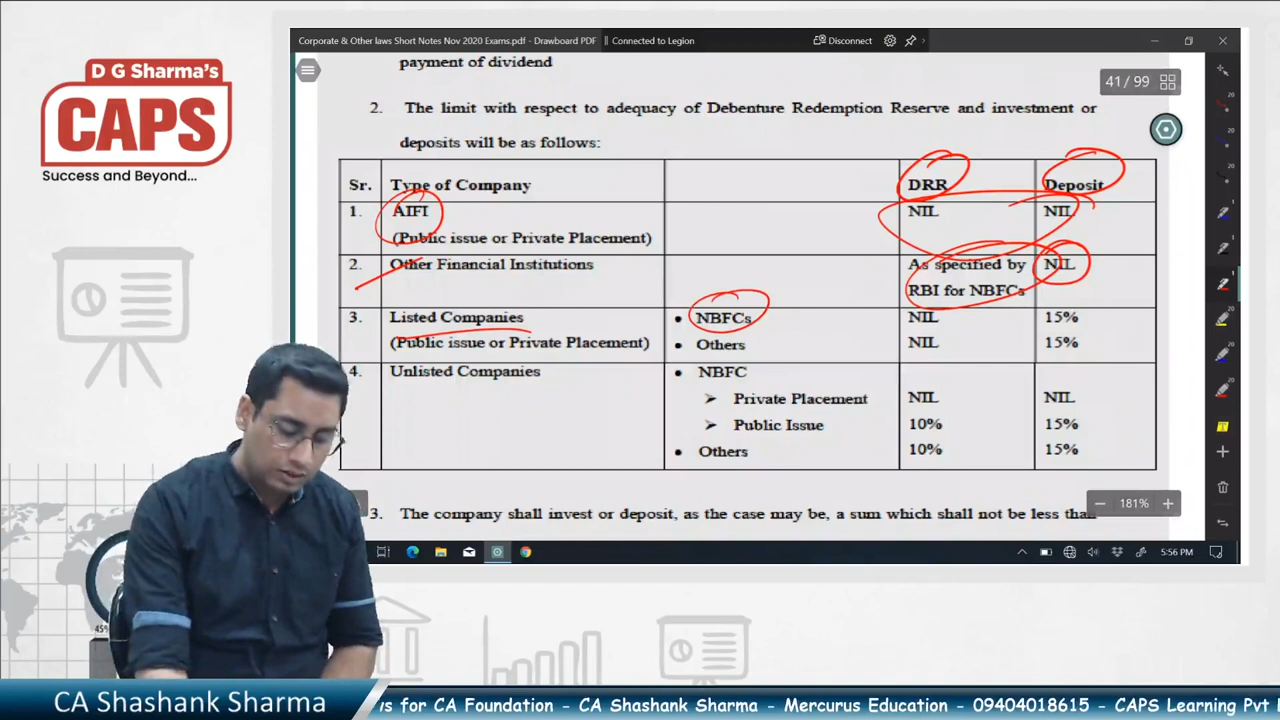 D G Sharma's
CAPS
Success and Beyond...
Corporate & Other laws Short Notes Nov 2020 Exams.pdf - Drawboard PDF || Connected to Legion
Disconnect
payment of dividend
41 / 99
2. The limit with respect to adequacy of Debenture Redemption Reserve and investment or
deposits will be as follows:
Sr. Type of Company DRR Deposit
1. AIFI NIL NIL
(Public issue or Private Placement)
2. Other Financial Institutions As specified by NIL
RBI for NBFCs
3. Listed Companies • NBFCs NIL 15%
(Public issue or Private Placement) • Others NIL 15%
4. Unlisted Companies • NBFC
➢ Private Placement NIL NIL
➢ Public Issue 10% 15%
• Others 10% 15%
3. The company shall invest or deposit, as the case may be, a sum which shall not be less than
181%
5:56 PM
45%
CA Shashank Sharma
s for CA Foundation - CA Shashank Sharma - Mercurus Education - 09404018615 - CAPS Learning Pvt